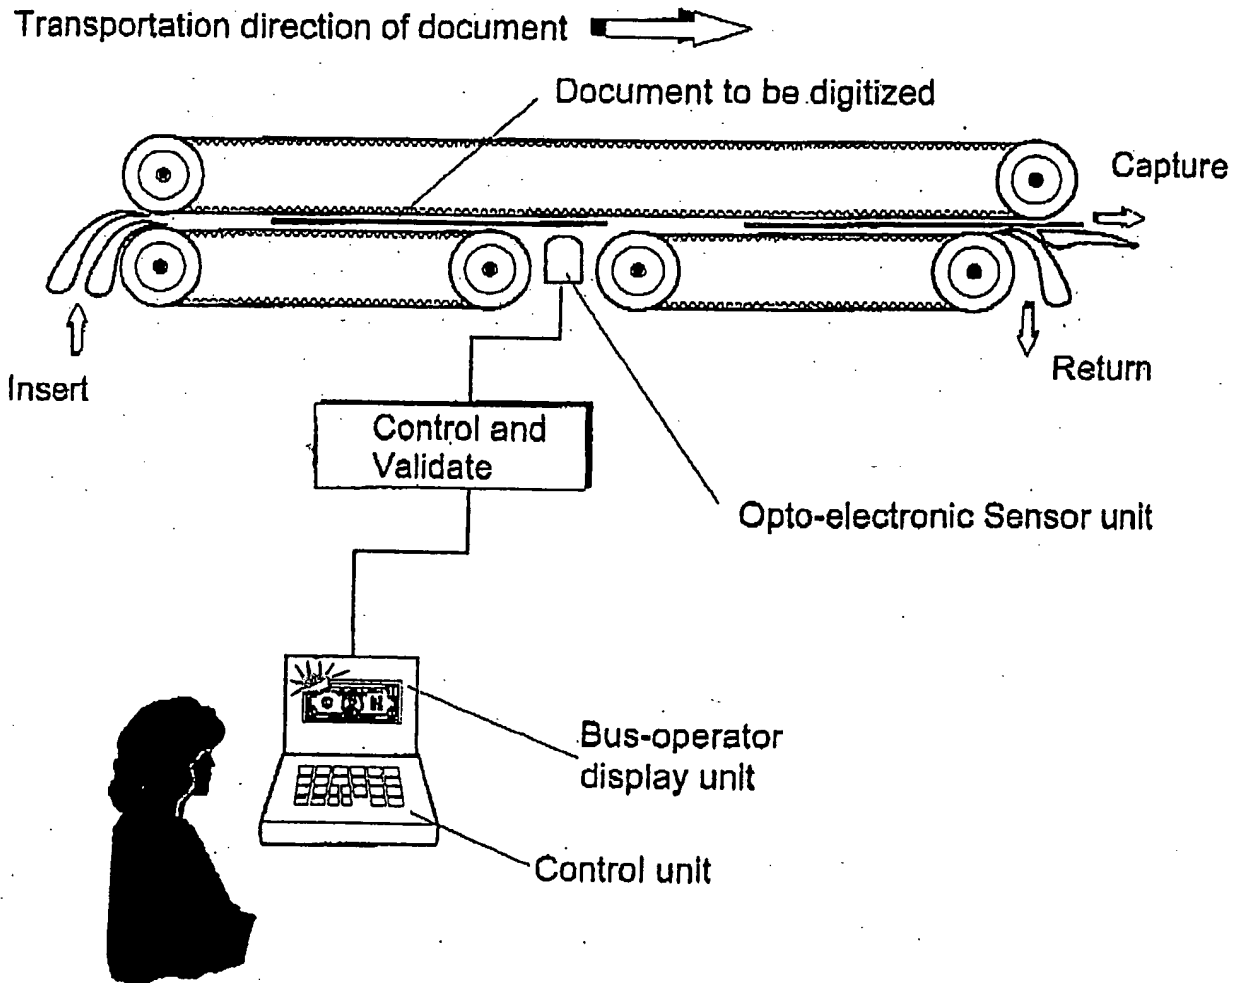 Transportation direction of document
Document to be digitized
Capture
Insert
Return
Control and
Validate
Opto-electronic Sensor unit
Bus-operator
display unit
Control unit